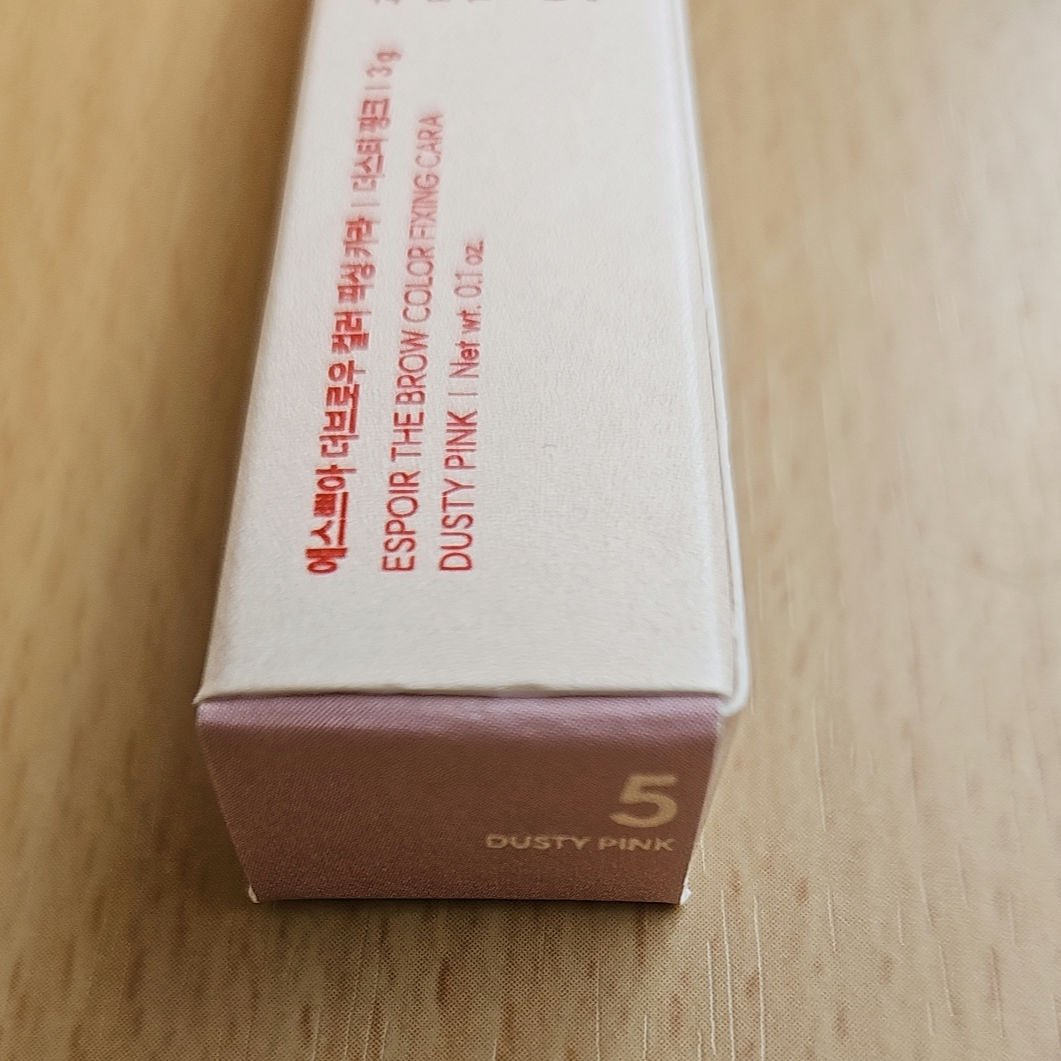 에스쁘아 더브로우 컬러 픽싱 카라 | 더스티 핑크 | 3 g
ESPOIR THE BROW COLOR FIXING CARA
DUSTY PINK | Net wt. 0.1 oz.
5
DUSTY PINK